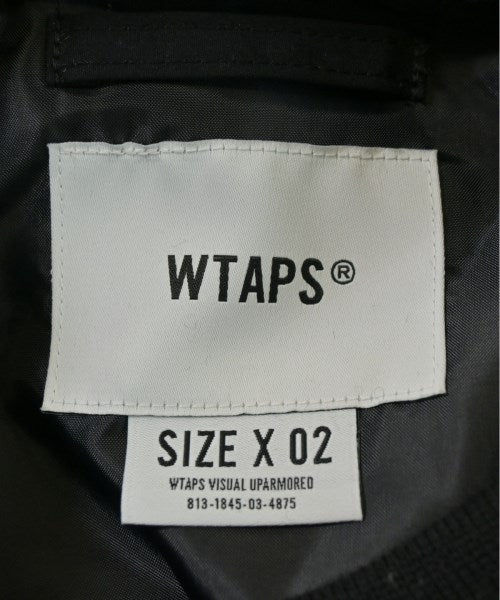 WTAPS®
SIZE X 02
WTAPS VISUAL UPARMORED
813-1845-03-4875